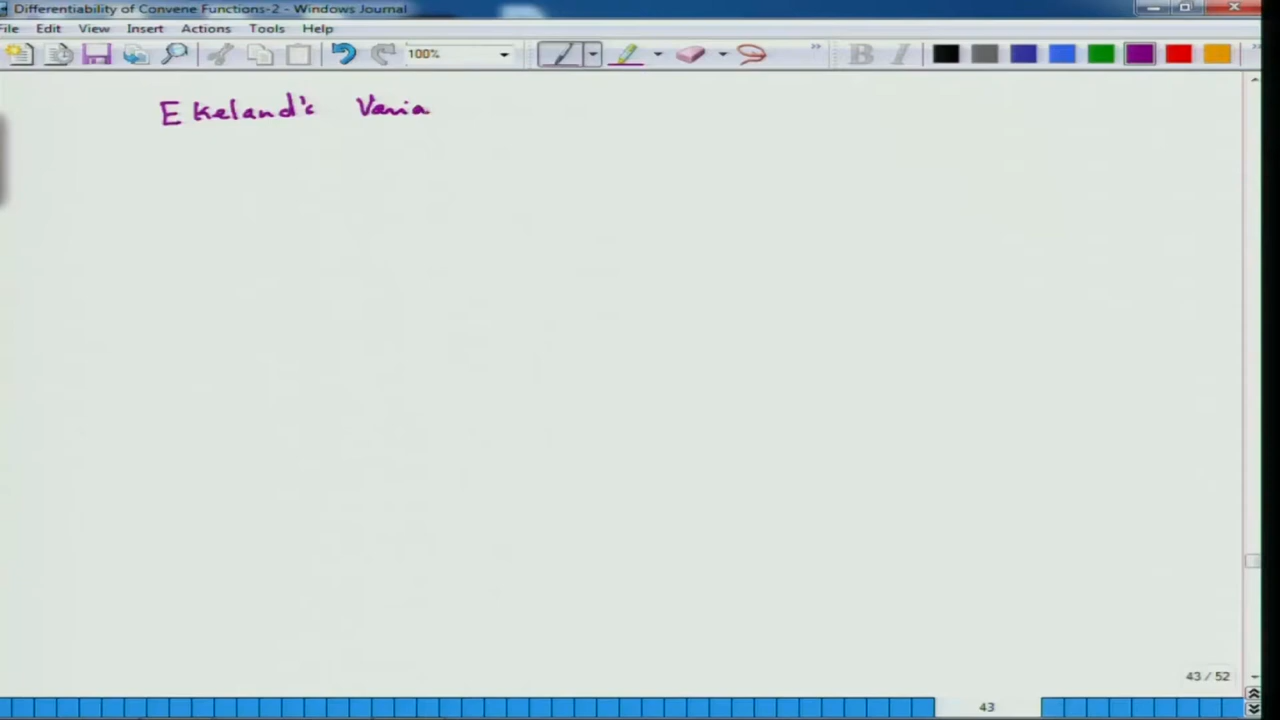 Differentiability of Convene Functions-2 - Windows Journal
File Edit View Insert Actions Tools Help
100%
B I
Ekeland's Varia
43 / 52
43